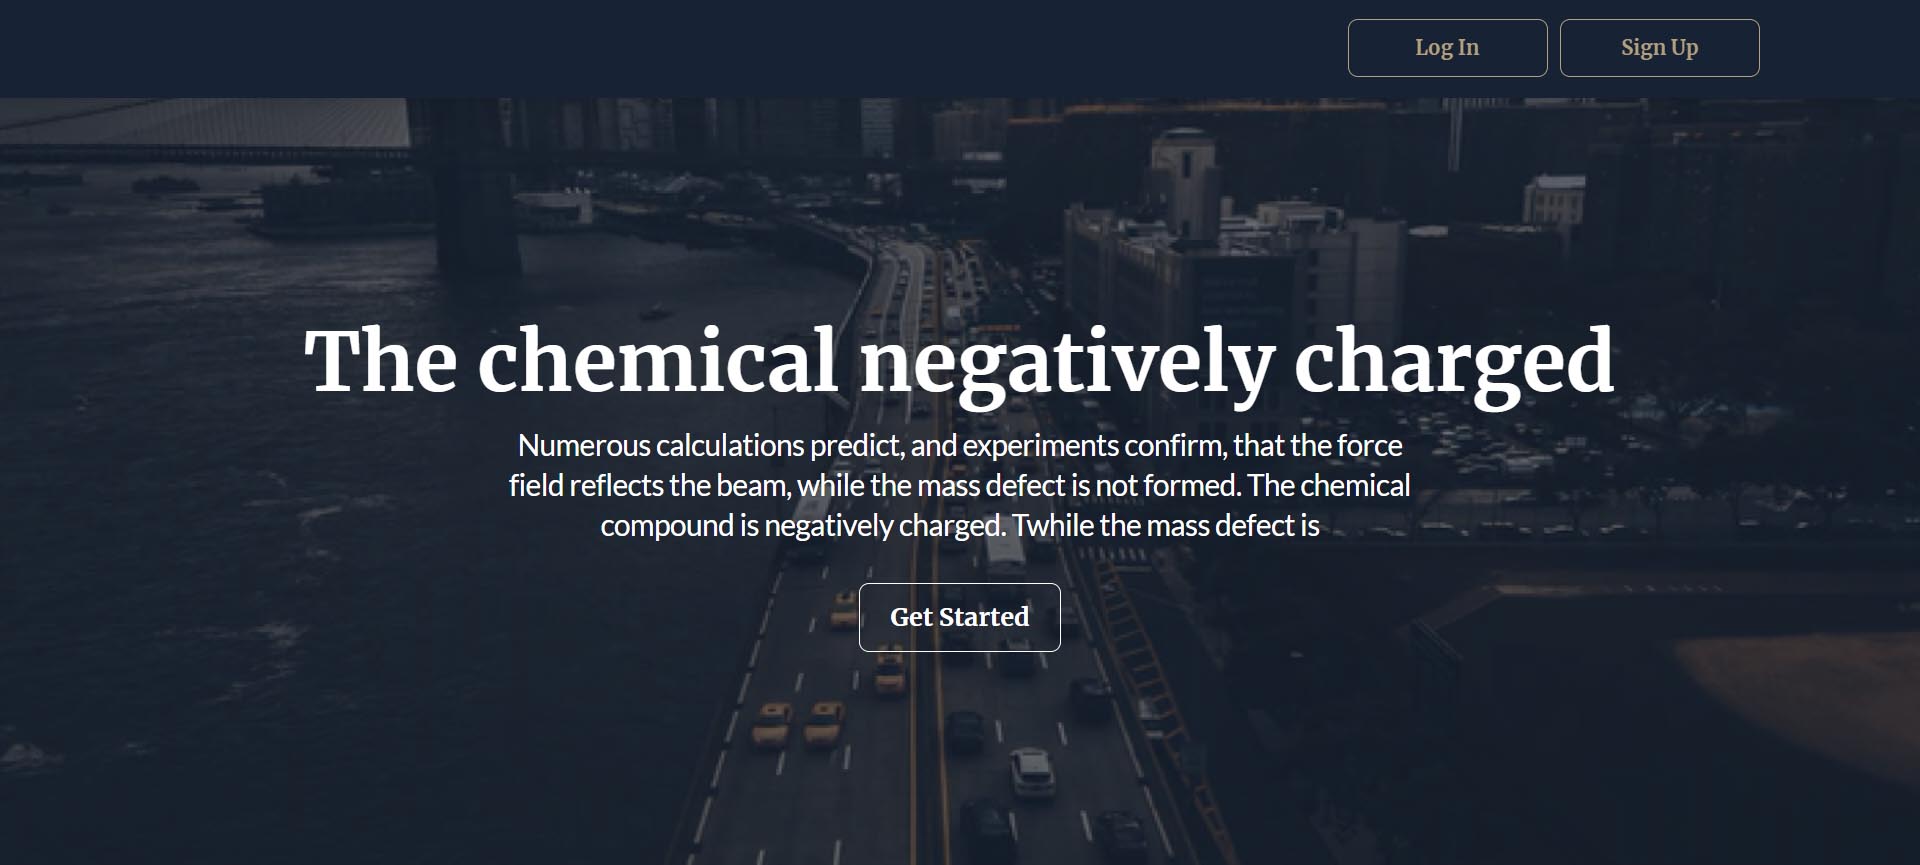 Log In
Sign Up
The chemical negatively charged
Numerous calculations predict, and experiments confirm, that the force
field reflects the beam, while the mass defect is not formed. The chemical
compound is negatively charged. Twhile the mass defect is
Get Started